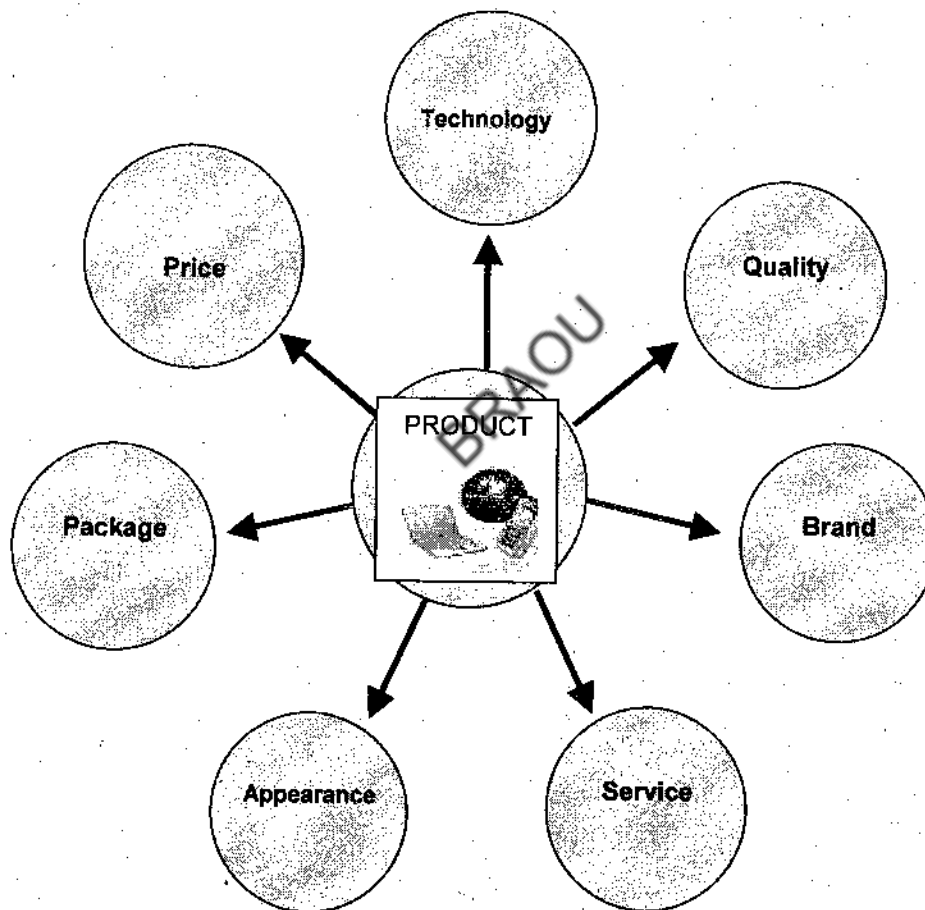 Technology
Price
Quality
PRODUCT
BRAOU
Package
Brand
Appearance
Service